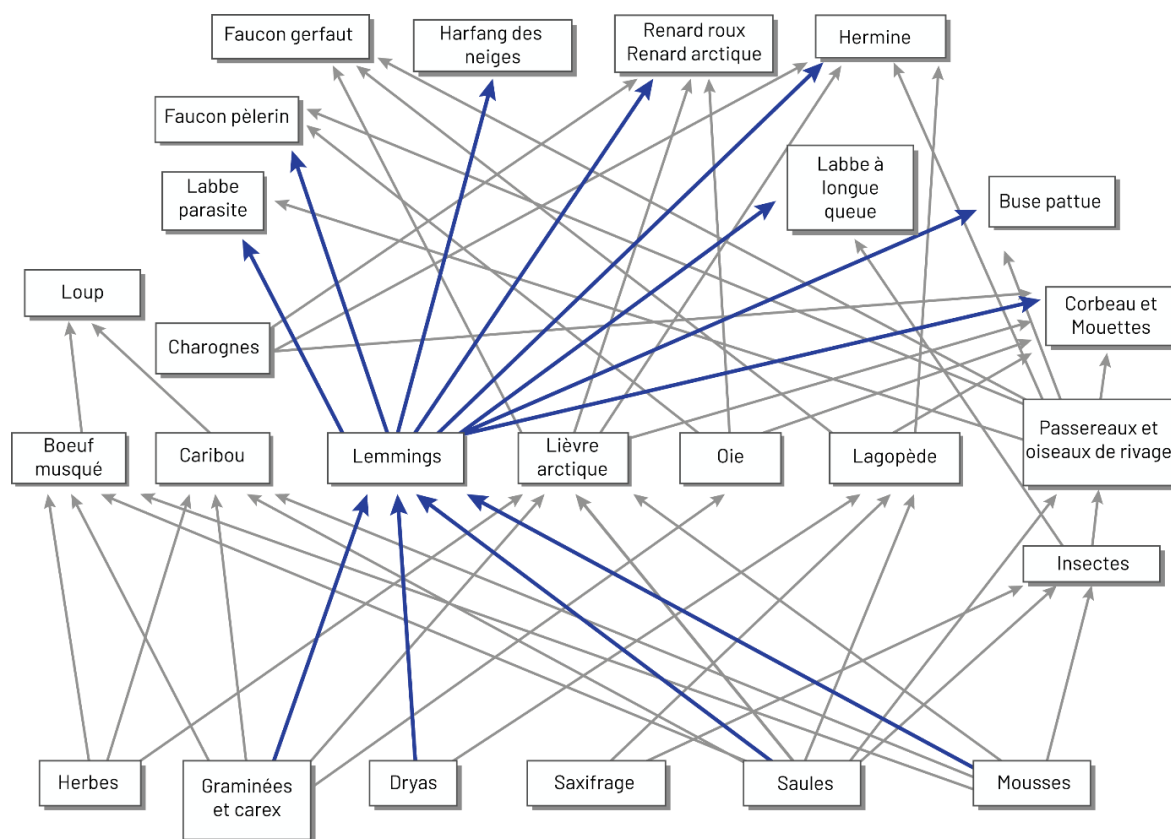 Faucon gerfaut
Harfang des
neiges
Renard roux
Renard arctique
Hermine
Faucon pèlerin
Labbe
parasite
Labbe à
longue
queue
Buse pattue
Loup
Charognes
Corbeau et
Mouettes
Boeuf
musqué
Caribou
Lemmings
Lièvre
arctique
Oie
Lagopède
Passereaux et
oiseaux de rivage
Insectes
Herbes
Graminées
et carex
Dryas
Saxifrage
Saules
Mousses